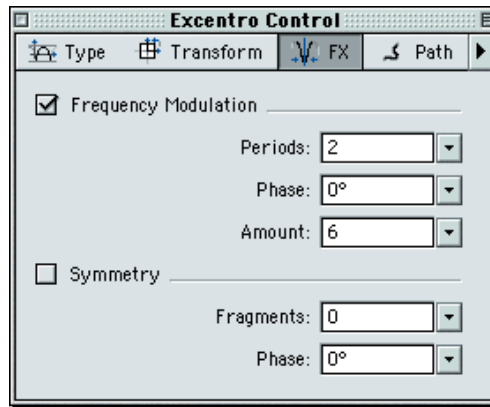 Excentro Control
Type Transform FX Path
Frequency Modulation
Periods: 2
Phase: 0°
Amount: 6
Symmetry
Fragments: 0
Phase: 0°